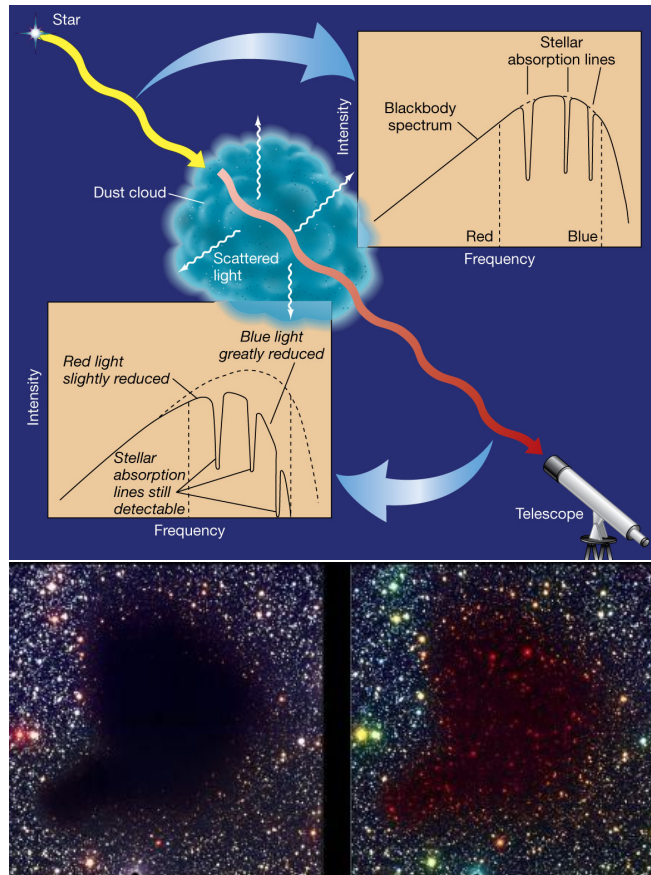 Star
Stellar
absorption lines
Blackbody
spectrum
Intensity
Red
Blue
Frequency
Dust cloud
Scattered
light
Blue light
greatly reduced
Red light
slightly reduced
Intensity
Stellar
absorption
lines still
detectable
Frequency
Telescope